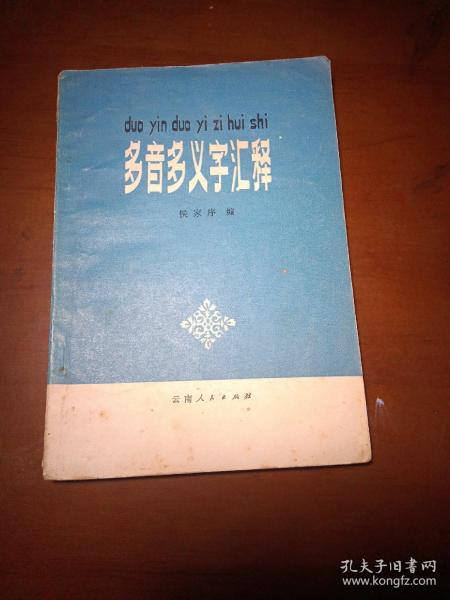 duo yin duo yi zi hui shi
多音多义字汇释
侯家序 编
云南人民出版社
孔夫子旧书网
www.kongfz.com